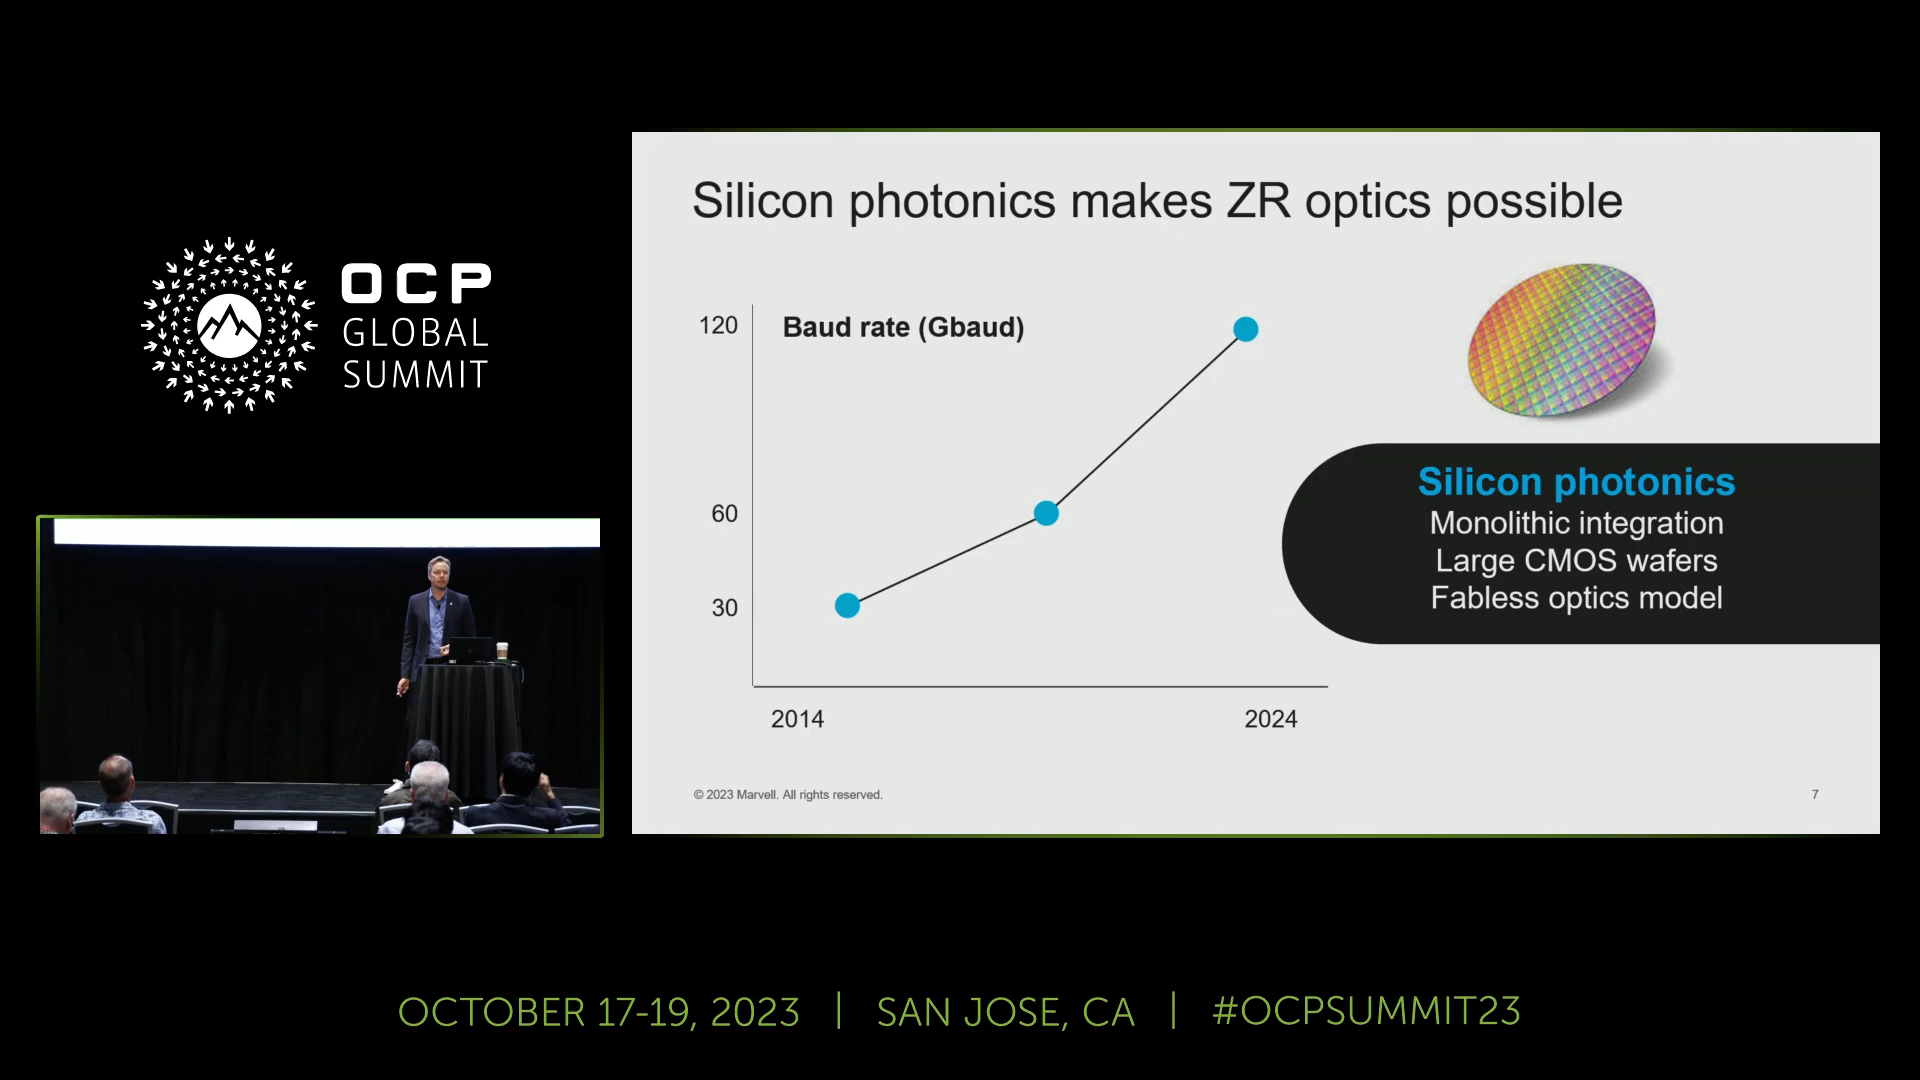 OCP
GLOBAL
SUMMIT
Silicon photonics makes ZR optics possible
Baud rate (Gbaud)
120
60
30
2014
2024
Silicon photonics
Monolithic integration
Large CMOS wafers
Fabless optics model
© 2023 Marvell. All rights reserved.
7
OCTOBER 17-19, 2023 | SAN JOSE, CA | #OCPSUMMIT23